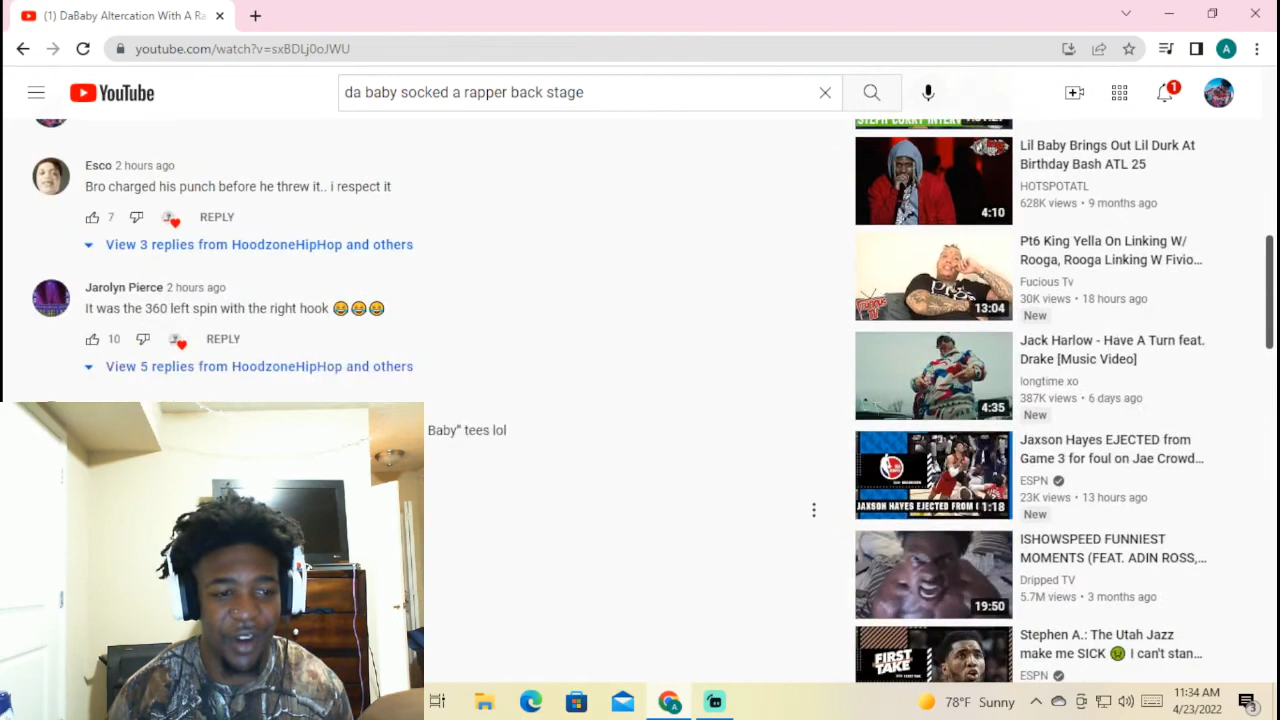 (1) DaBaby Altercation With A Ra
youtube.com/watch?v=sxBDLj0oJWU
A
YouTube
da baby socked a rapper back stage
1
Esco 2 hours ago
Bro charged his punch before he threw it.. i respect it
7
REPLY
View 3 replies from HoodzoneHipHop and others
Jarolyn Pierce 2 hours ago
It was the 360 left spin with the right hook 😂😂😂
10
REPLY
View 5 replies from HoodzoneHipHop and others
Baby" tees lol
Lil Baby Brings Out Lil Durk At
Birthday Bash ATL 25
HOTSPOTATL
628K views • 9 months ago
4:10
Pt6 King Yella On Linking W/
Rooga, Rooga Linking W Fivio...
Fucious Tv
30K views • 18 hours ago
New
13:04
Jack Harlow - Have A Turn feat.
Drake [Music Video]
longtime xo
387K views • 6 days ago
New
4:35
Jaxson Hayes EJECTED from
Game 3 for foul on Jae Crowd...
ESPN
23K views • 13 hours ago
New
JAXSON HAYES EJECTED FROM
1:18
ISHOWSPEED FUNNIEST
MOMENTS (FEAT. ADIN ROSS,...
Dripped TV
5.7M views • 3 months ago
19:50
Stephen A.: The Utah Jazz
make me SICK 🤢 I can't stan...
ESPN
FIRST
TAKE
78°F Sunny
11:34 AM
4/23/2022
3